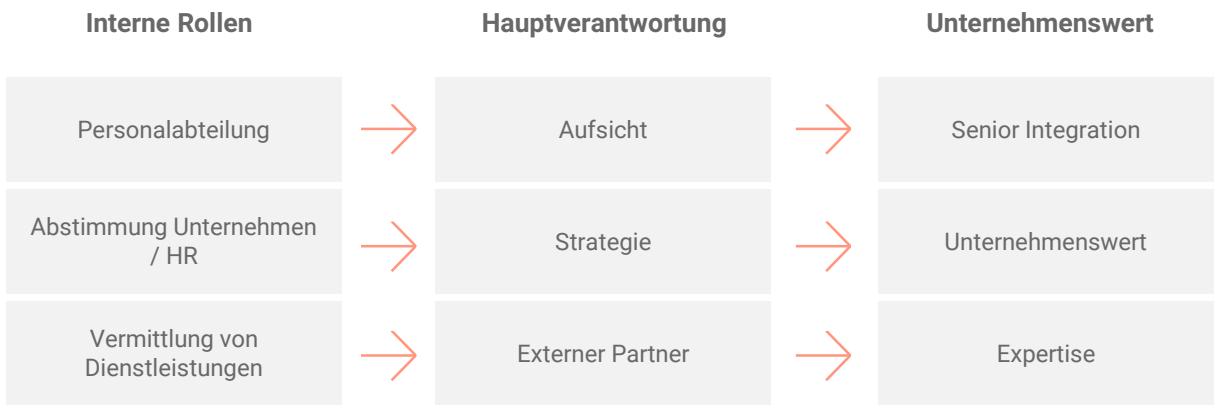 Interne Rollen
Hauptverantwortung
Unternehmenswert
Personalabteilung
Aufsicht
Senior Integration
Abstimmung Unternehmen
/ HR
Strategie
Unternehmenswert
Vermittlung von
Dienstleistungen
Externer Partner
Expertise